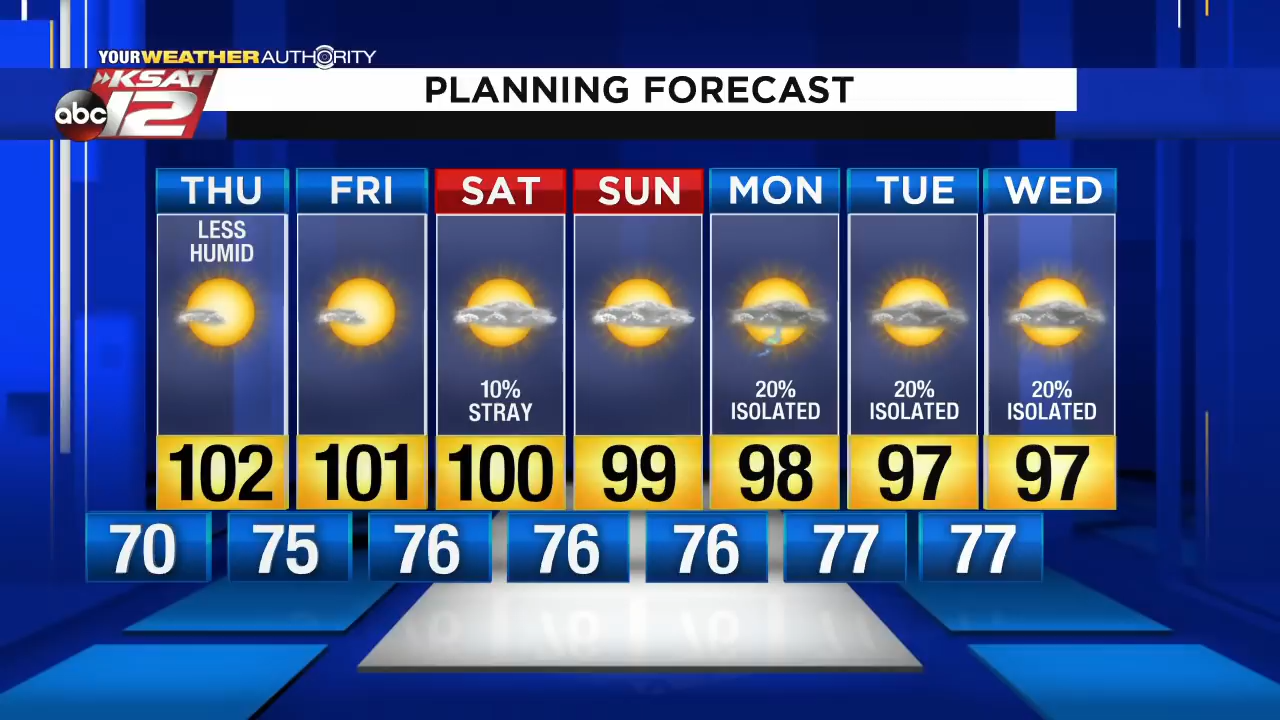 YOURWEATHERAUTHORITY
KSAT
abc 12
PLANNING FORECAST
THU FRI SAT SUN MON TUE WED
LESS
HUMID
10% 20% 20% 20%
STRAY ISOLATED ISOLATED ISOLATED
102 101 100 99 98 97 97
70 75 76 76 76 77 77